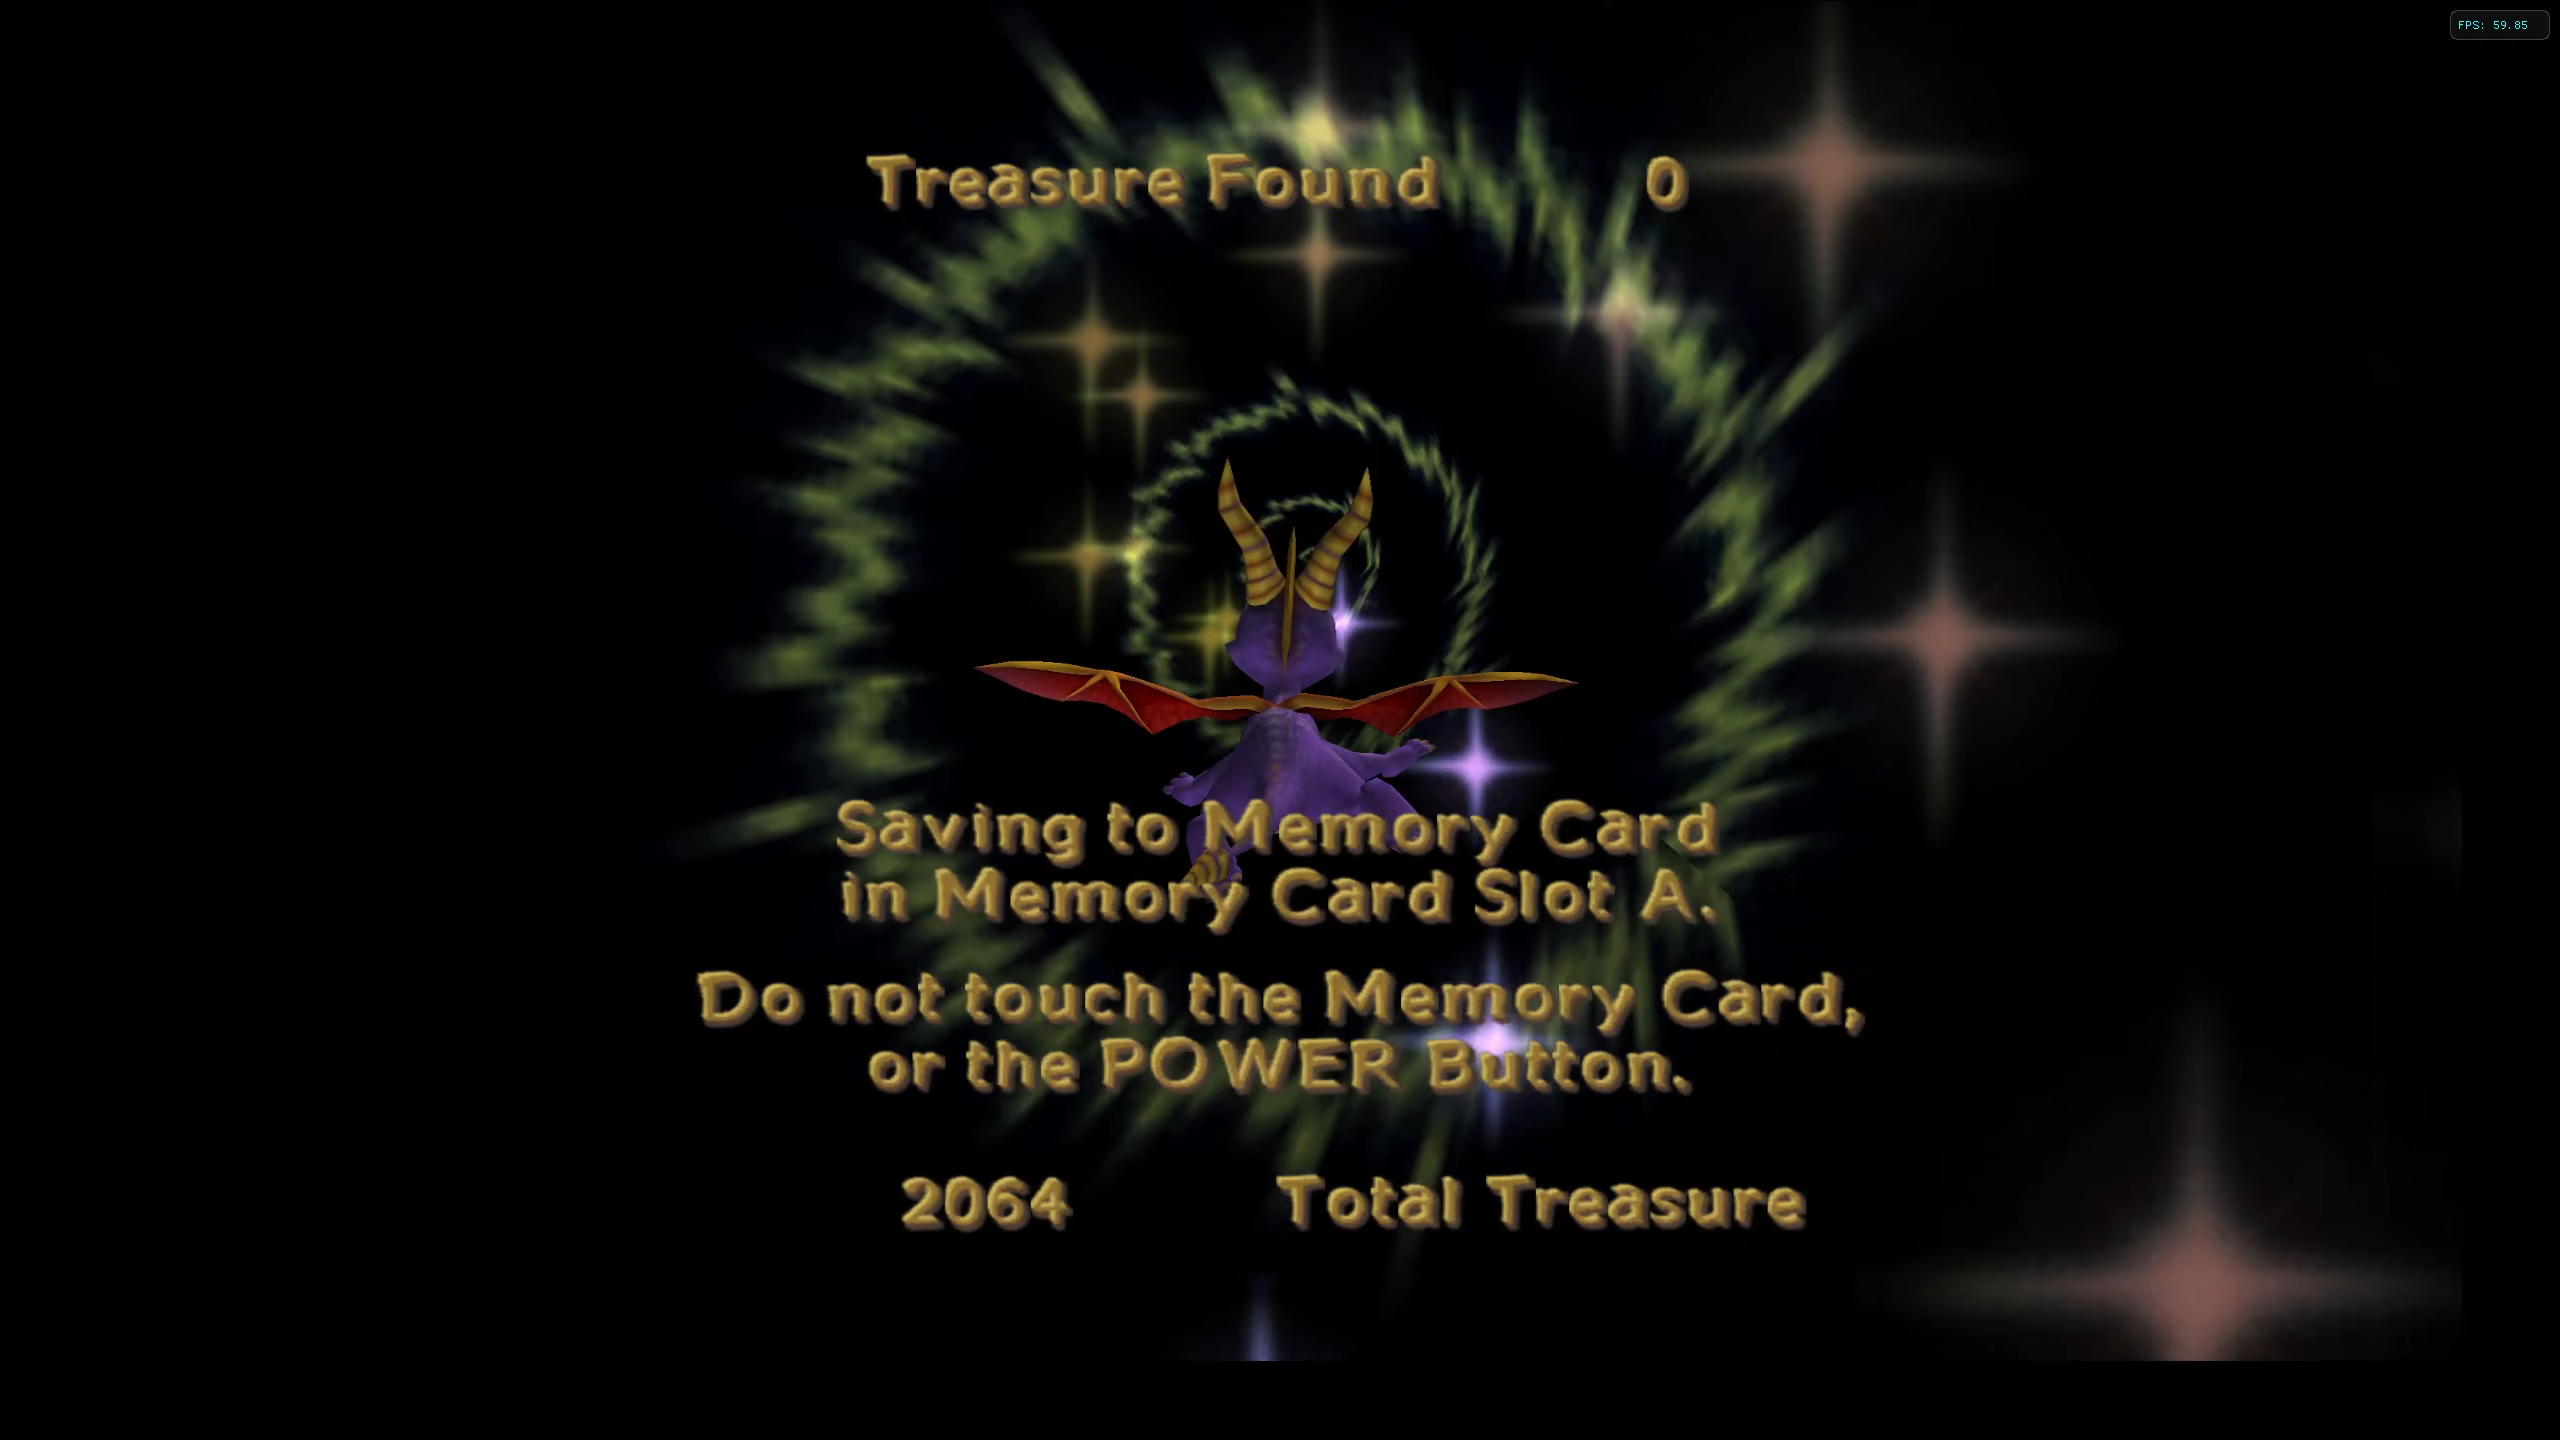 FPS: 59.85
Treasure Found 0
Saving to Memory Card
in Memory Card Slot A.
Do not touch the Memory Card,
or the POWER Button.
2064 Total Treasure